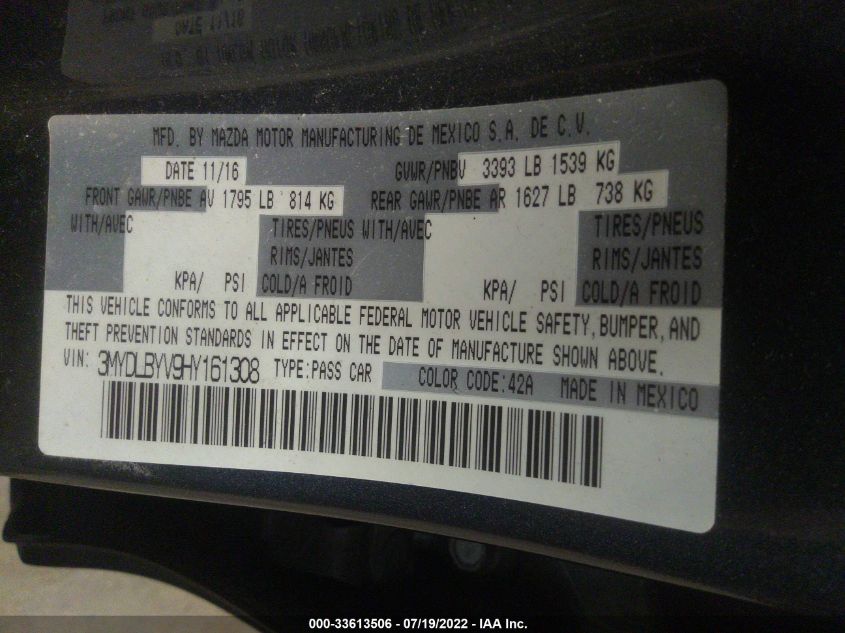 MFD. BY MAZDA MOTOR MANUFACTURING DE MEXICO S.A. DE C.V.
DATE 11/16 GVWR/PNBV 3393 LB 1539 KG
FRONT GAWR/PNBE AV 1795 LB 814 KG REAR GAWR/PNBE AR 1627 LB 738 KG
WITH/AVEC TIRES/PNEUS WITH/AVEC TIRES/PNEUS
RIMS/JANTES RIMS/JANTES
KPA/ PSI COLD/A FROID KPA/ PSI COLD/A FROID
THIS VEHICLE CONFORMS TO ALL APPLICABLE FEDERAL MOTOR VEHICLE SAFETY, BUMPER, AND
THEFT PREVENTION STANDARDS IN EFFECT ON THE DATE OF MANUFACTURE SHOWN ABOVE.
VIN: 3MYDLBYV9HY161308 TYPE:PASS CAR COLOR CODE:42A MADE IN MEXICO
000-33613506 - 07/19/2022 - IAA Inc.